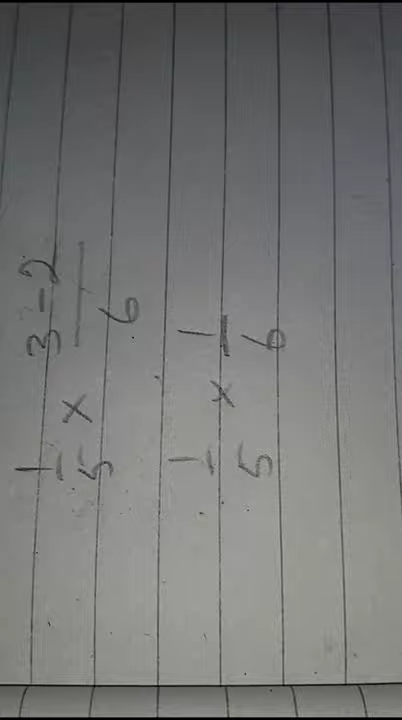 1/5 × (3-2)/6
1/5 × 1/6